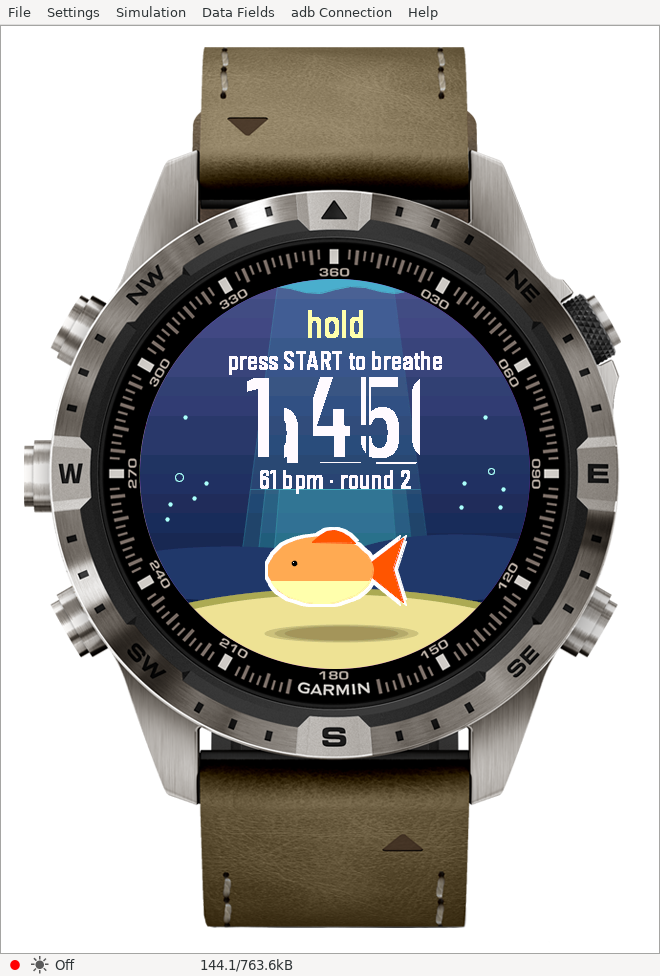 File Settings Simulation Data Fields adb Connection Help
360
330 030
NW NE
300 060
hold
press START to breathe
270 W E 090
61 bpm · round 2
240 120
210 150
SW SE
180
GARMIN
S
Off 144.1/763.6kB